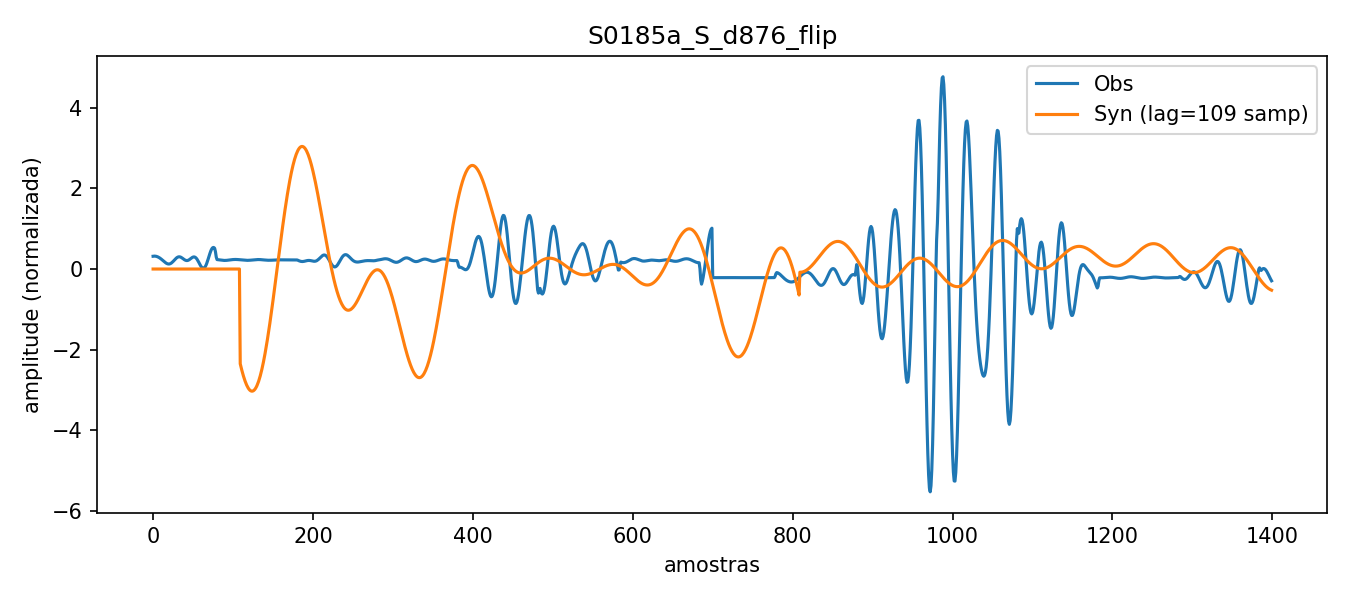 S0185a_S_d876_flip
Obs
Syn (lag=109 samp)
amplitude (normalizada)
4
2
0
−2
−4
−6
0 200 400 600 800 1000 1200 1400
amostras